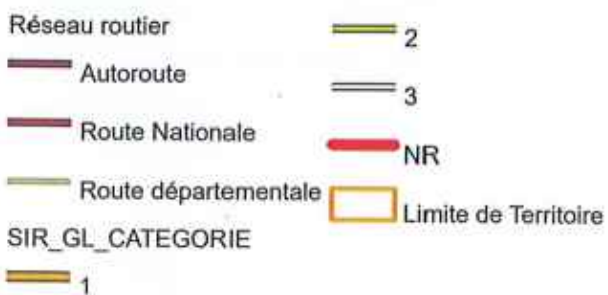 Réseau routier
Autoroute
Route Nationale
Route départementale
SIR_GL_CATEGORIE
1
2
3
NR
Limite de Territoire